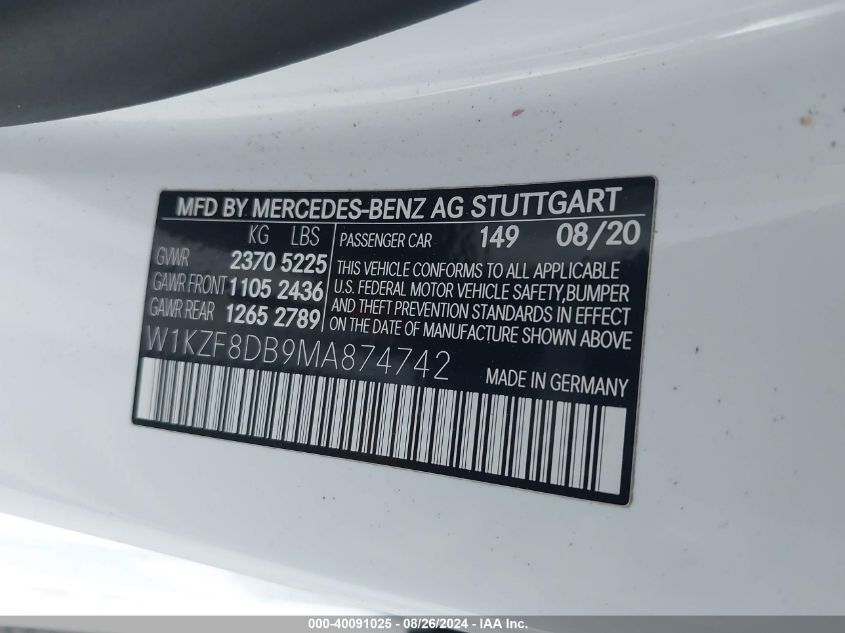 MFD BY MERCEDES-BENZ AG STUTTGART
KG LBS
GVWR 2370 5225
GAWR FRONT 1105 2436
GAWR REAR 1265 2789
PASSENGER CAR 149 08/20
THIS VEHICLE CONFORMS TO ALL APPLICABLE
U.S. FEDERAL MOTOR VEHICLE SAFETY, BUMPER
AND THEFT PREVENTION STANDARDS IN EFFECT
ON THE DATE OF MANUFACTURE SHOWN ABOVE
W1KZF8DB9MA874742
MADE IN GERMANY
000-40091025 - 08/26/2024 - IAA Inc.